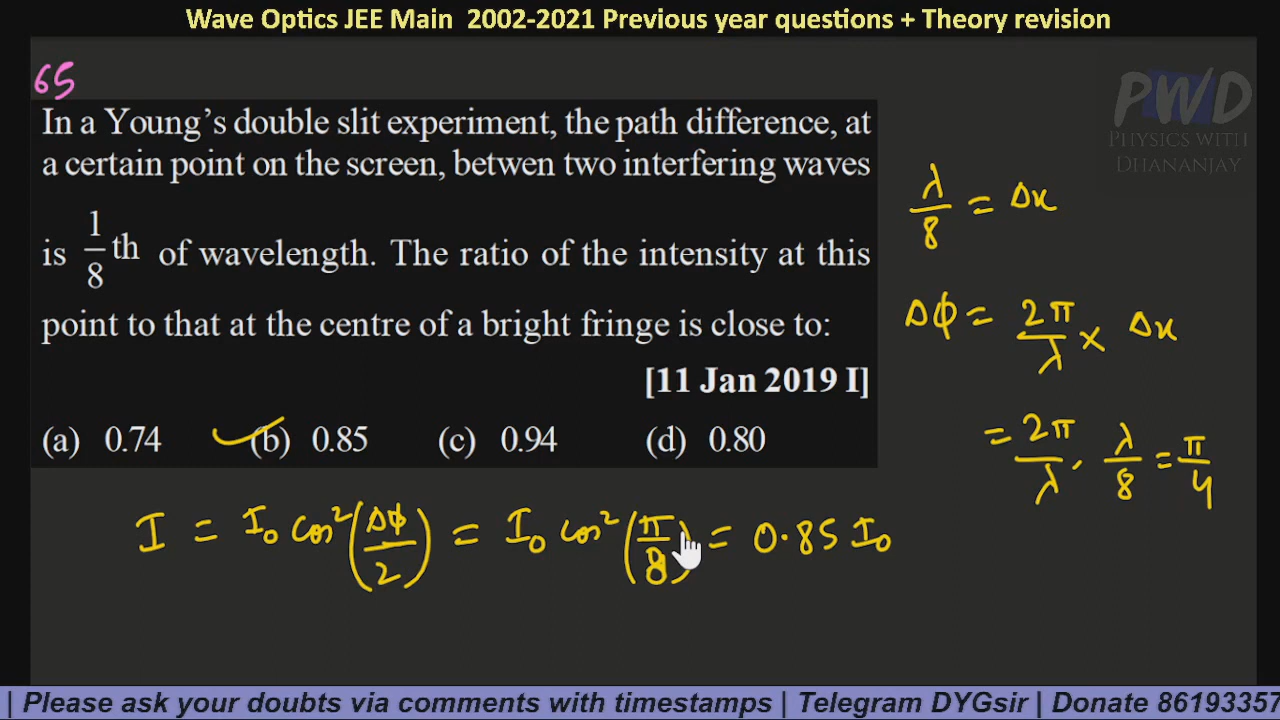 Wave Optics JEE Main 2002-2021 Previous year questions + Theory revision
65
PWD
PHYSICS WITH
DHANANJAY
In a Young's double slit experiment, the path difference, at
a certain point on the screen, betwen two interfering waves
is 1/8 th of wavelength. The ratio of the intensity at this
point to that at the centre of a bright fringe is close to:
[11 Jan 2019 I]
(a) 0.74 (b) 0.85 (c) 0.94 (d) 0.80
λ/8 = Δx
Δφ = 2π/λ × Δx
= 2π/λ · λ/8 = π/4
I = I₀ cos²(Δφ/2) = I₀ cos²(π/8) = 0.85 I₀
| Please ask your doubts via comments with timestamps | Telegram DYGsir | Donate 86193357